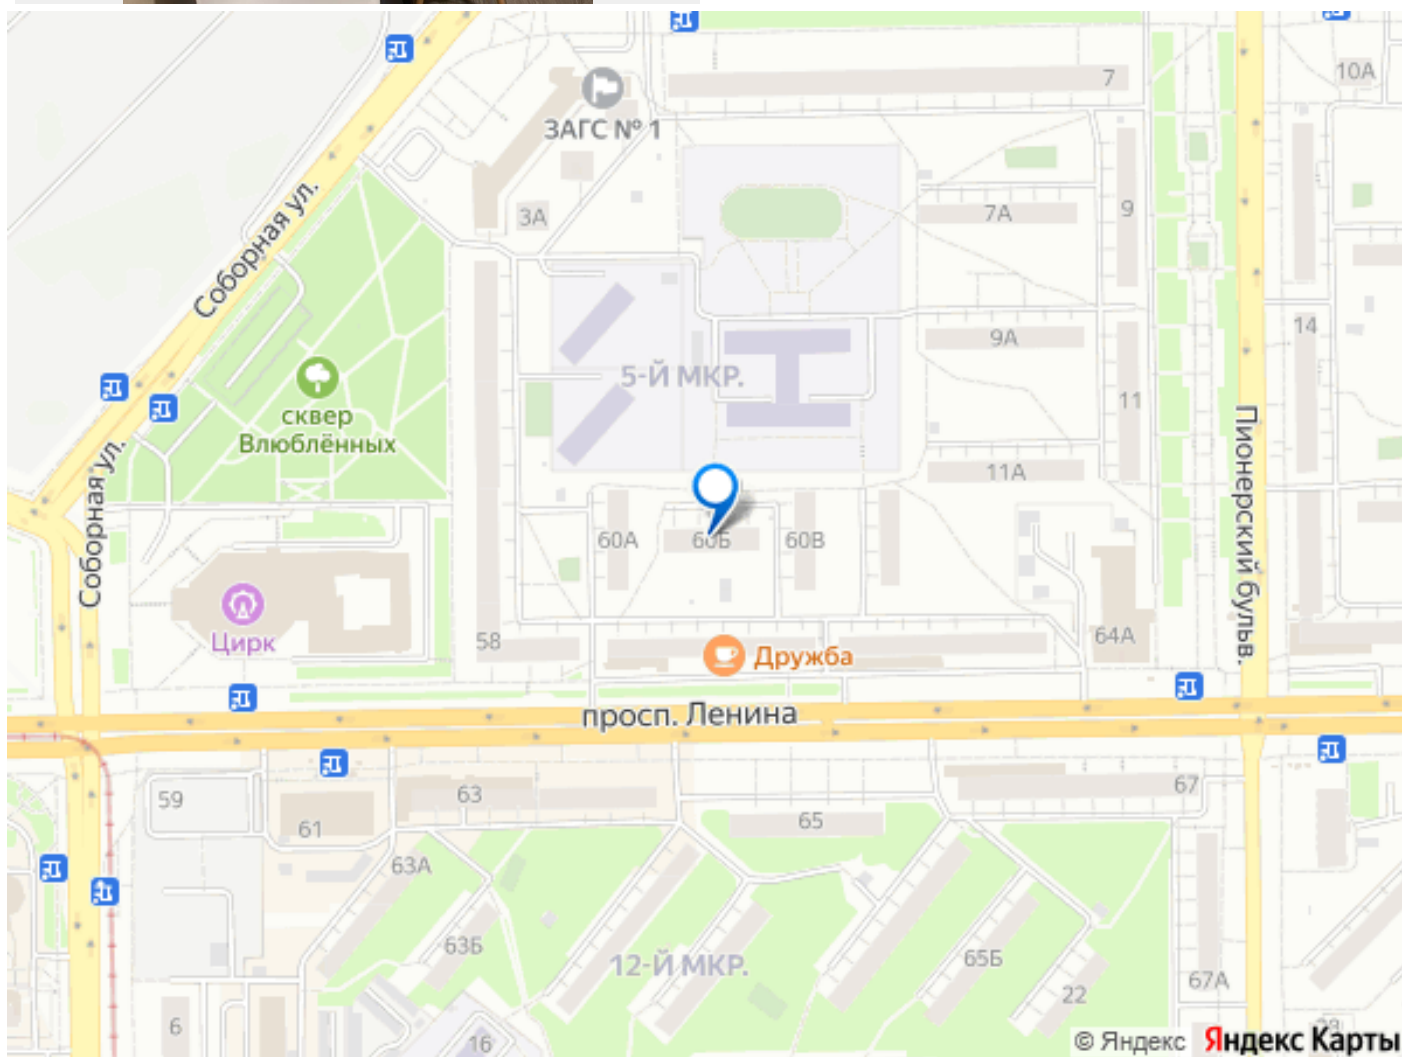 7
10А
ЗАГС № 1
3А
7А
9
Соборная ул.
14
9А
5-Й МКР.
11
сквер
Влюблённых
Пионерский бульв.
11А
Соборная ул.
60А
60Б
60В
Цирк
58
Дружба
64А
просп. Ленина
59
61
63
65
67
63А
63Б
12-Й МКР.
65Б
22
67А
6
16
© Яндекс Яндекс Карты